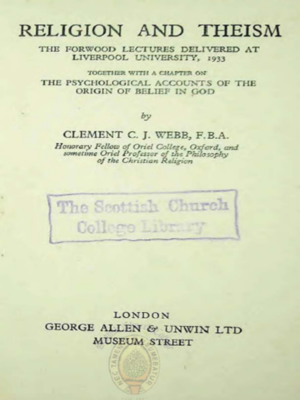 RELIGION AND THEISM
THE FORWOOD LECTURES DELIVERED AT
LIVERPOOL UNIVERSITY, 1933
TOGETHER WITH A CHAPTER ON
THE PSYCHOLOGICAL ACCOUNTS OF THE
ORIGIN OF BELIEF IN GOD
by
CLEMENT C. J. WEBB, F.B.A.
Honorary Fellow of Oriel College, Oxford, and
sometime Oriel Professor of the Philosophy
of the Christian Religion
The Scottish Church
College Library
LONDON
GEORGE ALLEN & UNWIN LTD
MUSEUM STREET